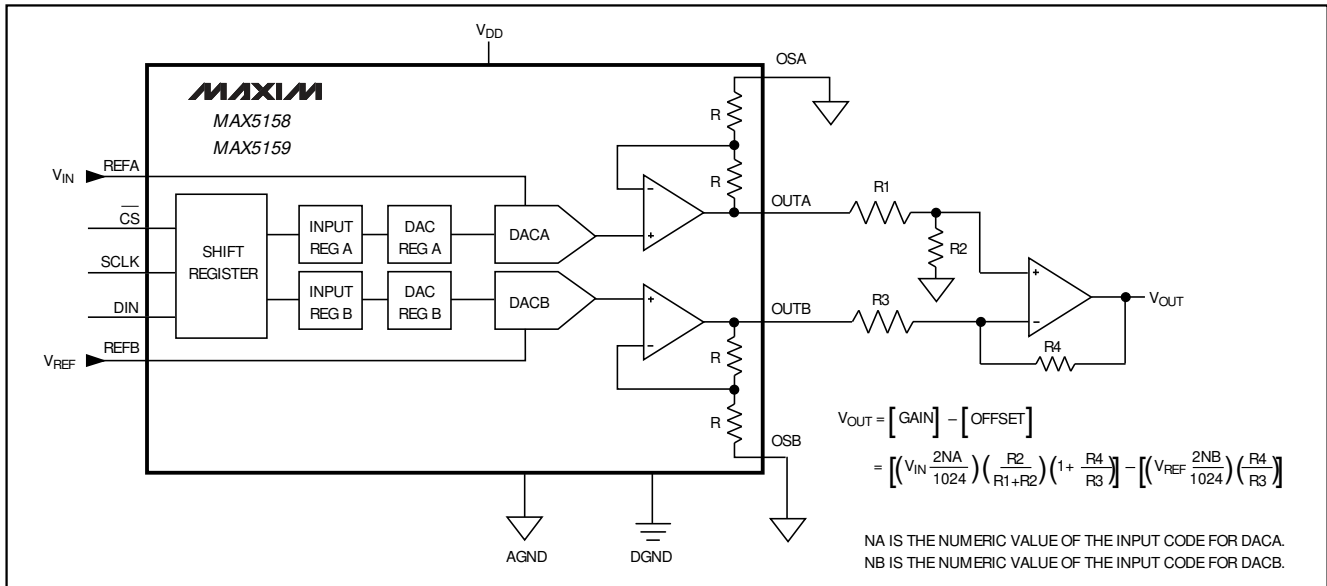 V_DD
OSA
MAXIM
MAX5158
MAX5159
R
R
V_IN
REFA
OUTA
R1
R2
CS
SCLK
DIN
SHIFT
REGISTER
INPUT
REG A
DAC
REG A
DACA
INPUT
REG B
DAC
REG B
DACB
V_REF
REFB
OUTB
R3
R4
V_OUT
R
R
OSB
AGND
DGND
V_OUT = [GAIN] – [OFFSET]
= [(V_IN 2NA/1024)(R2/R1+R2)(1+ R4/R3)] – [(V_REF 2NB/1024)(R4/R3)]
NA IS THE NUMERIC VALUE OF THE INPUT CODE FOR DACA.
NB IS THE NUMERIC VALUE OF THE INPUT CODE FOR DACB.